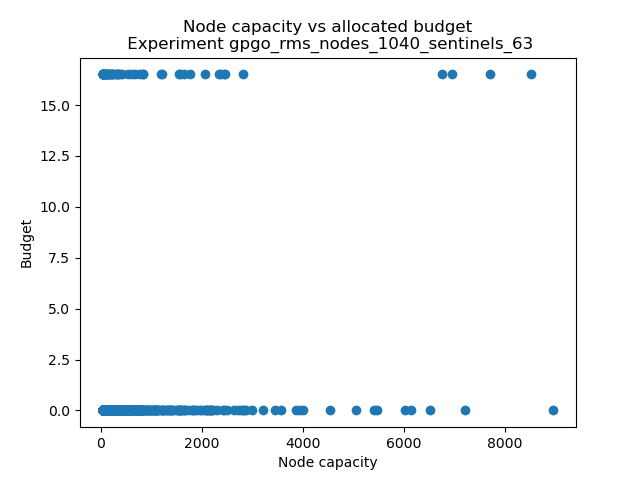 Node capacity vs allocated budget
Experiment gpgo_rms_nodes_1040_sentinels_63
15.0
12.5
10.0
7.5
5.0
2.5
0.0
Budget
0 2000 4000 6000 8000
Node capacity